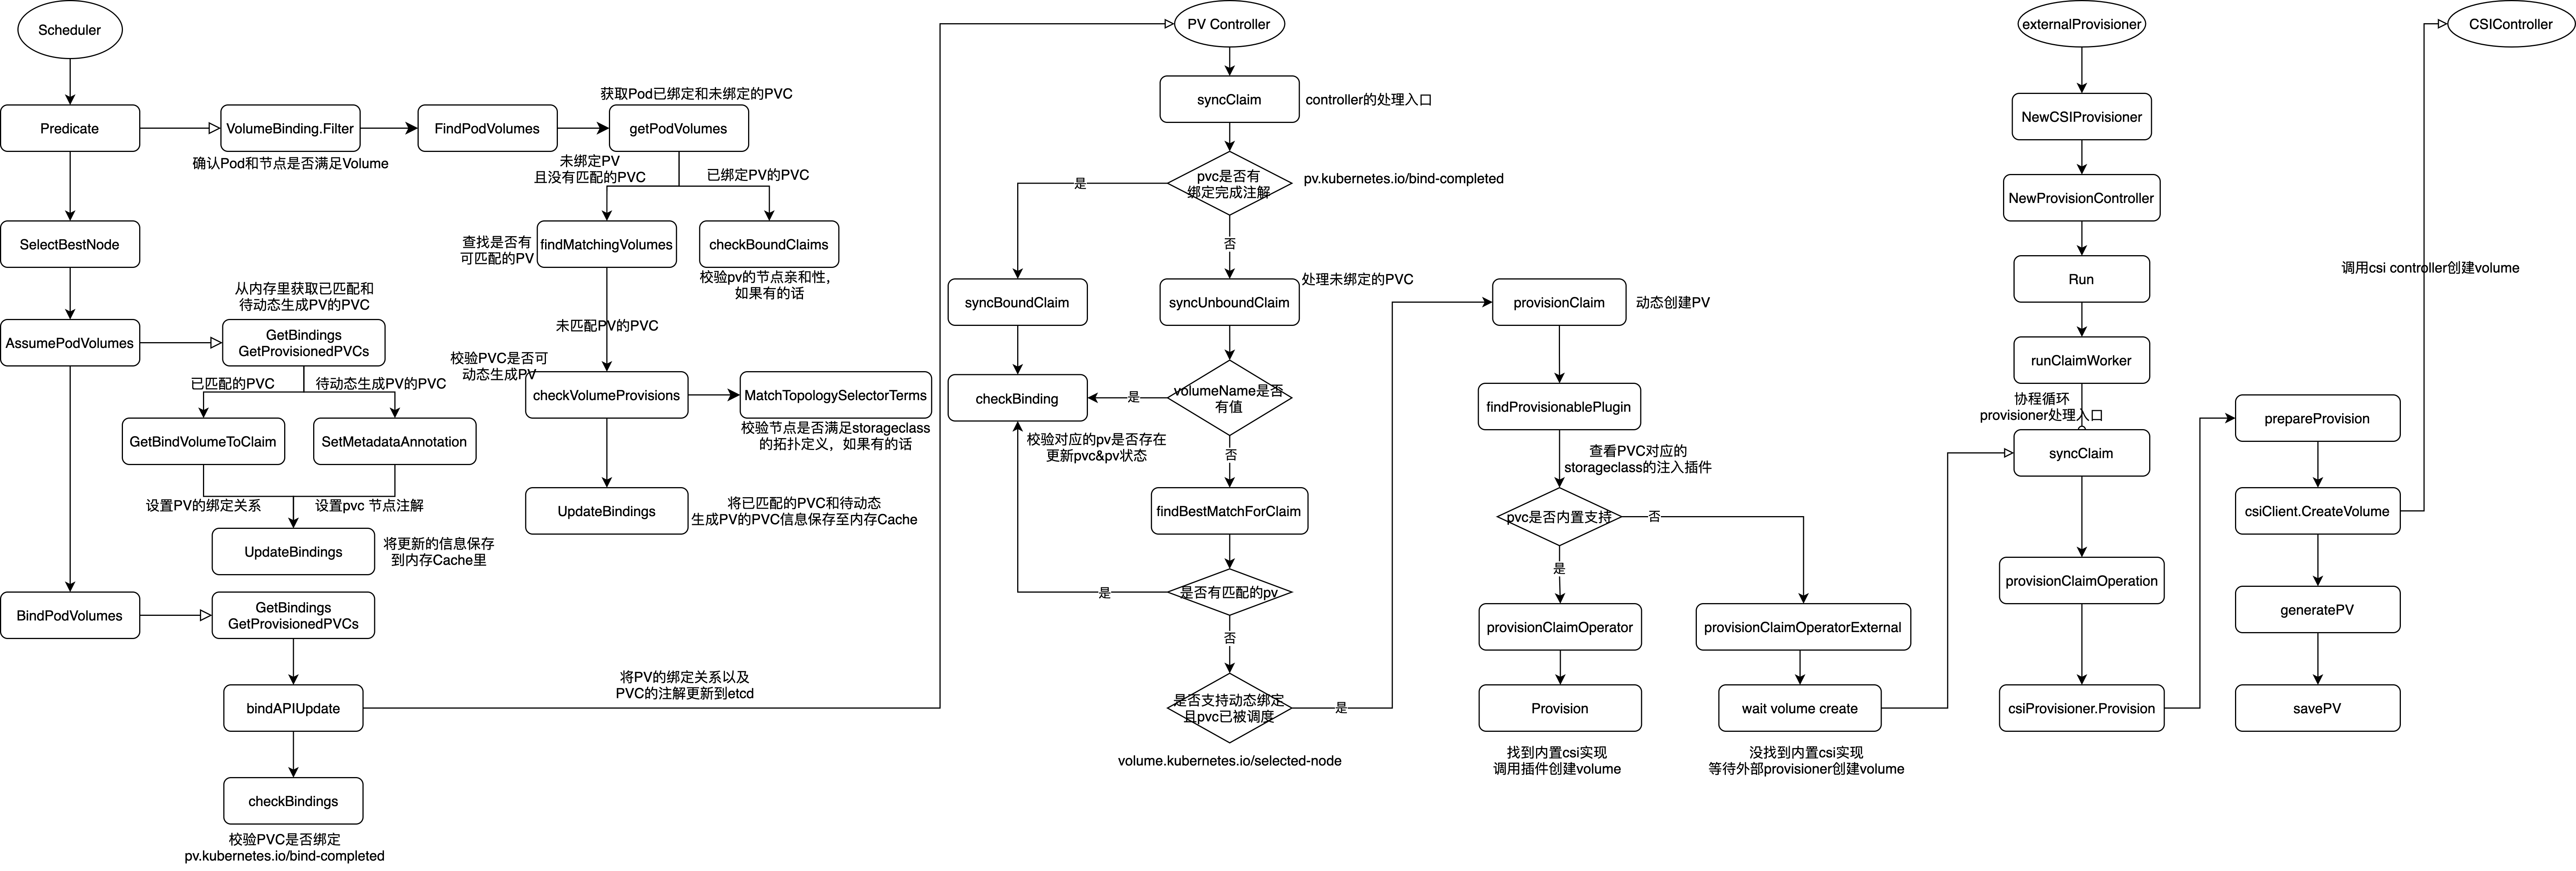 Scheduler
Predicate
VolumeBinding.Filter
确认Pod和节点是否满足Volume
FindPodVolumes
获取Pod已绑定和未绑定的PVC
getPodVolumes
未绑定PV
且没有匹配的PVC
已绑定PV的PVC
查找是否有
可匹配的PV
findMatchingVolumes
checkBoundClaims
校验pv的节点亲和性，
如果有的话
未匹配PV的PVC
校验PVC是否可
动态生成PV
checkVolumeProvisions
MatchTopologySelectorTerms
校验节点是否满足storageclass
的拓扑定义，如果有的话
UpdateBindings
将已匹配的PVC和待动态
生成PV的PVC信息保存至内存Cache
SelectBestNode
AssumePodVolumes
从内存里获取已匹配和
待动态生成PV的PVC
GetBindings
GetProvisionedPVCs
已匹配的PVC
待动态生成PV的PVC
GetBindVolumeToClaim
SetMetadataAnnotation
设置PV的绑定关系
设置pvc 节点注解
UpdateBindings
将更新的信息保存
到内存Cache里
BindPodVolumes
GetBindings
GetProvisionedPVCs
bindAPIUpdate
将PV的绑定关系以及
PVC的注解更新到etcd
checkBindings
校验PVC是否绑定
pv.kubernetes.io/bind-completed
PV Controller
syncClaim
controller的处理入口
pvc是否有
绑定完成注解
pv.kubernetes.io/bind-completed
是
否
syncBoundClaim
syncUnboundClaim
处理未绑定的PVC
checkBinding
是
volumeName是否
有值
校验对应的pv是否存在
更新pvc&pv状态
否
findBestMatchForClaim
是
是否有匹配的pv
否
是否支持动态绑定
且pvc已被调度
是
volume.kubernetes.io/selected-node
provisionClaim
动态创建PV
findProvisionablePlugin
查看PVC对应的
storageclass的注入插件
pvc是否内置支持
否
是
provisionClaimOperator
provisionClaimOperatorExternal
Provision
wait volume create
找到内置csi实现
调用插件创建volume
没找到内置csi实现
等待外部provisioner创建volume
externalProvisioner
NewCSIProvisioner
NewProvisionController
Run
runClaimWorker
协程循环
provisioner处理入口
syncClaim
provisionClaimOperation
csiProvisioner.Provision
prepareProvision
csiClient.CreateVolume
generatePV
savePV
CSIController
调用csi controller创建volume